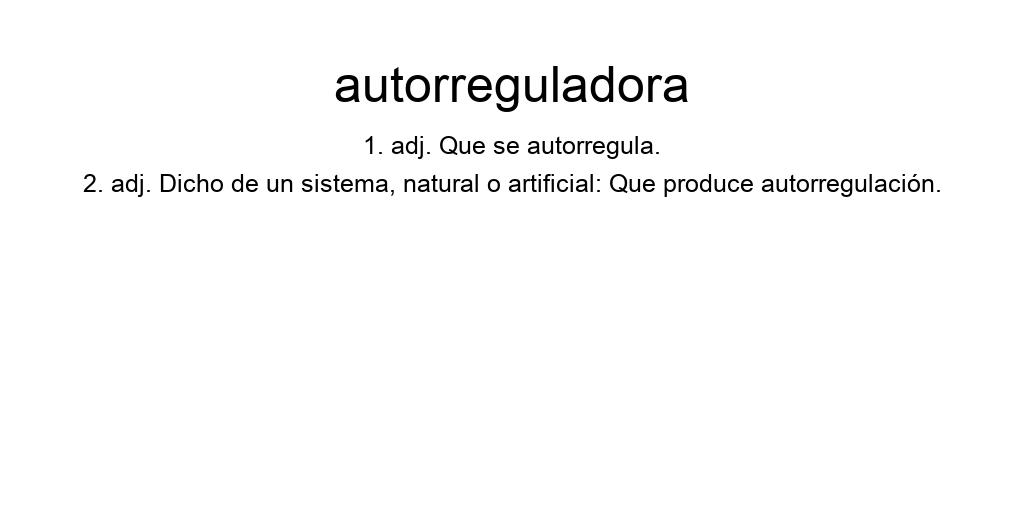 autorreguladora
1. adj. Que se autorregula.
2. adj. Dicho de un sistema, natural o artificial: Que produce autorregulación.